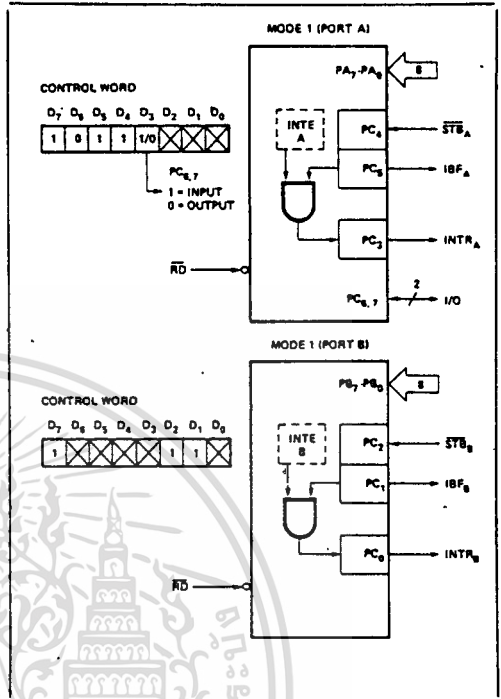 MODE 1 (PORT A)
PA7-PA0
8
CONTROL WORD
D7 D6 D5 D4 D3 D2 D1 D0
1 0 1 1 1/0
PC6,7
1 = INPUT
0 = OUTPUT
INTE
A
PC4
STBA
PC5
IBFA
PC3
INTRA
RD
PC6, 7
2
I/O
MODE 1 (PORT B)
PB7-PB0
8
CONTROL WORD
D7 D6 D5 D4 D3 D2 D1 D0
1 1 1
INTE
B
PC2
STBB
PC1
IBFB
PC0
INTRB
RD